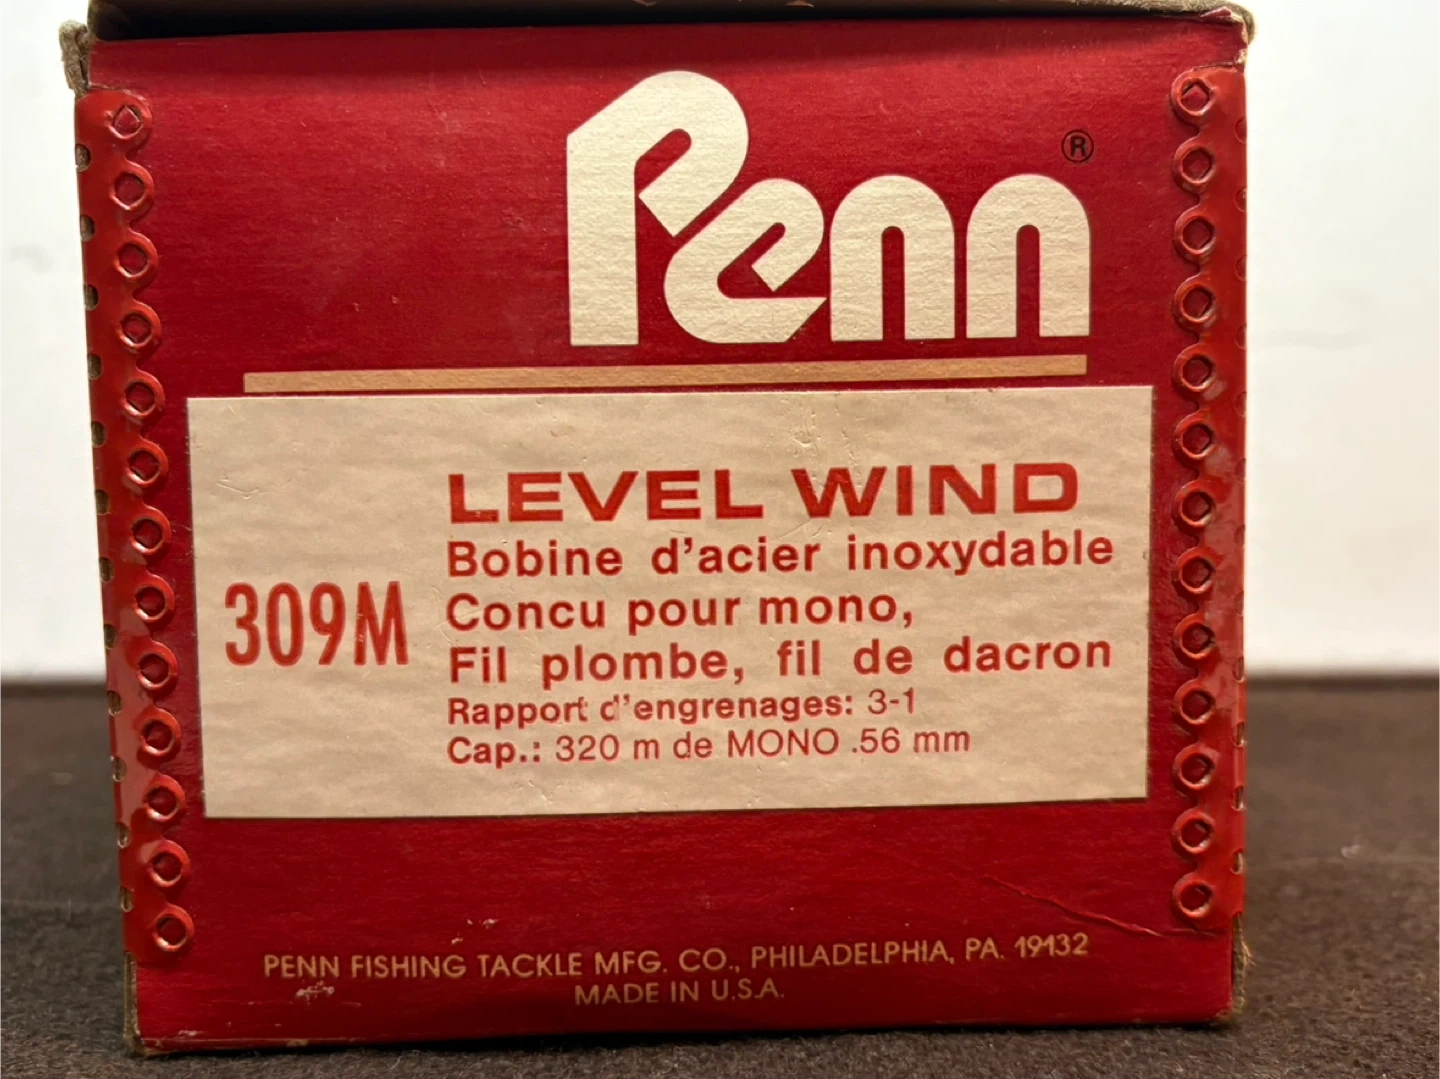 Penn®
LEVEL WIND
Bobine d'acier inoxydable
309M
Concu pour mono,
Fil plombe, fil de dacron
Rapport d'engrenages: 3-1
Cap.: 320 m de MONO .56 mm
PENN FISHING TACKLE MFG. CO., PHILADELPHIA, PA. 19132
MADE IN U.S.A.